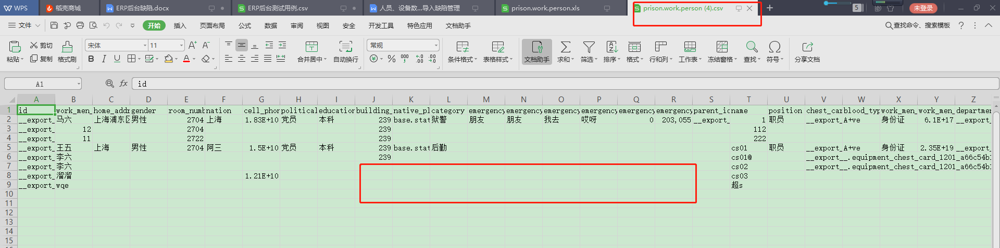 WPS 稻壳商城 ERP后台缺陷.docx ERP后台测试用例.csv 人员、设备数...导入缺陷管理 prison.work.person.xls prison.work.person (4).csv 5 未登录
文件 开始 插入 页面布局 公式 数据 审阅 视图 安全 开发工具 特色应用 文档助手 查找命令、搜索模板
粘贴 剪切 复制 格式刷 宋体 11 合并居中 自动换行 常规 条件格式 表格样式 文档助手 求和 筛选 排序 格式 行和列 工作表 冻结窗格 查找 符号 分享文档
A1 fx id
A B C D E F G H I J K L M N O P Q R S T U V W X Y Z
1 id work_men_ home_addr gender room_numb nation cell_phor political education building_ native_pl category emergency emergency emergency emergency emergency emergency parent_id name position chest_car blood_typ work_men_ work_men_ departmen
2 __export_ 马六 上海浦东区 男性 2704 上海 1.83E+10 党员 本科 239 base.stat 狱警 朋友 朋友 我去 哎呀 0 203,055 __export_ 1 职员 __export_ A+ve 身份证 6.1E+17 __export_
3 __export_ 12 2704 239 112
4 __export_ 11 2722 239 222
5 __export_ 王五 上海 男性 2704 阿三 1.5E+10 党员 本科 239 base.stat 后勤 cs01 职员 __export_ A+ve 身份证 2.35E+19 __export_
6 __export_ 李六 239 cs01@ __export__.equipment_chest_card_1201_a66c54b1
7 __export_ 李六 cs02 __export__.equipment_chest_card_1201_a66c54b1
8 __export_ 溜溜 1.21E+10 cs03
9 __export_ wqe 超s
10
11
12
13
14
15